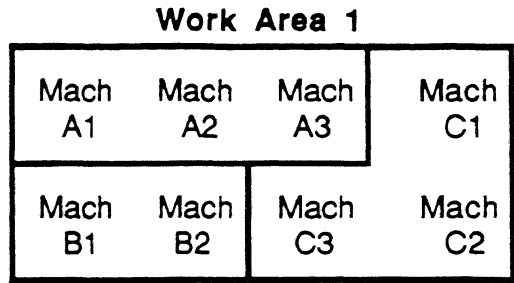 Work Area 1
Mach Mach Mach Mach
A1 A2 A3 C1
Mach Mach Mach Mach
B1 B2 C3 C2